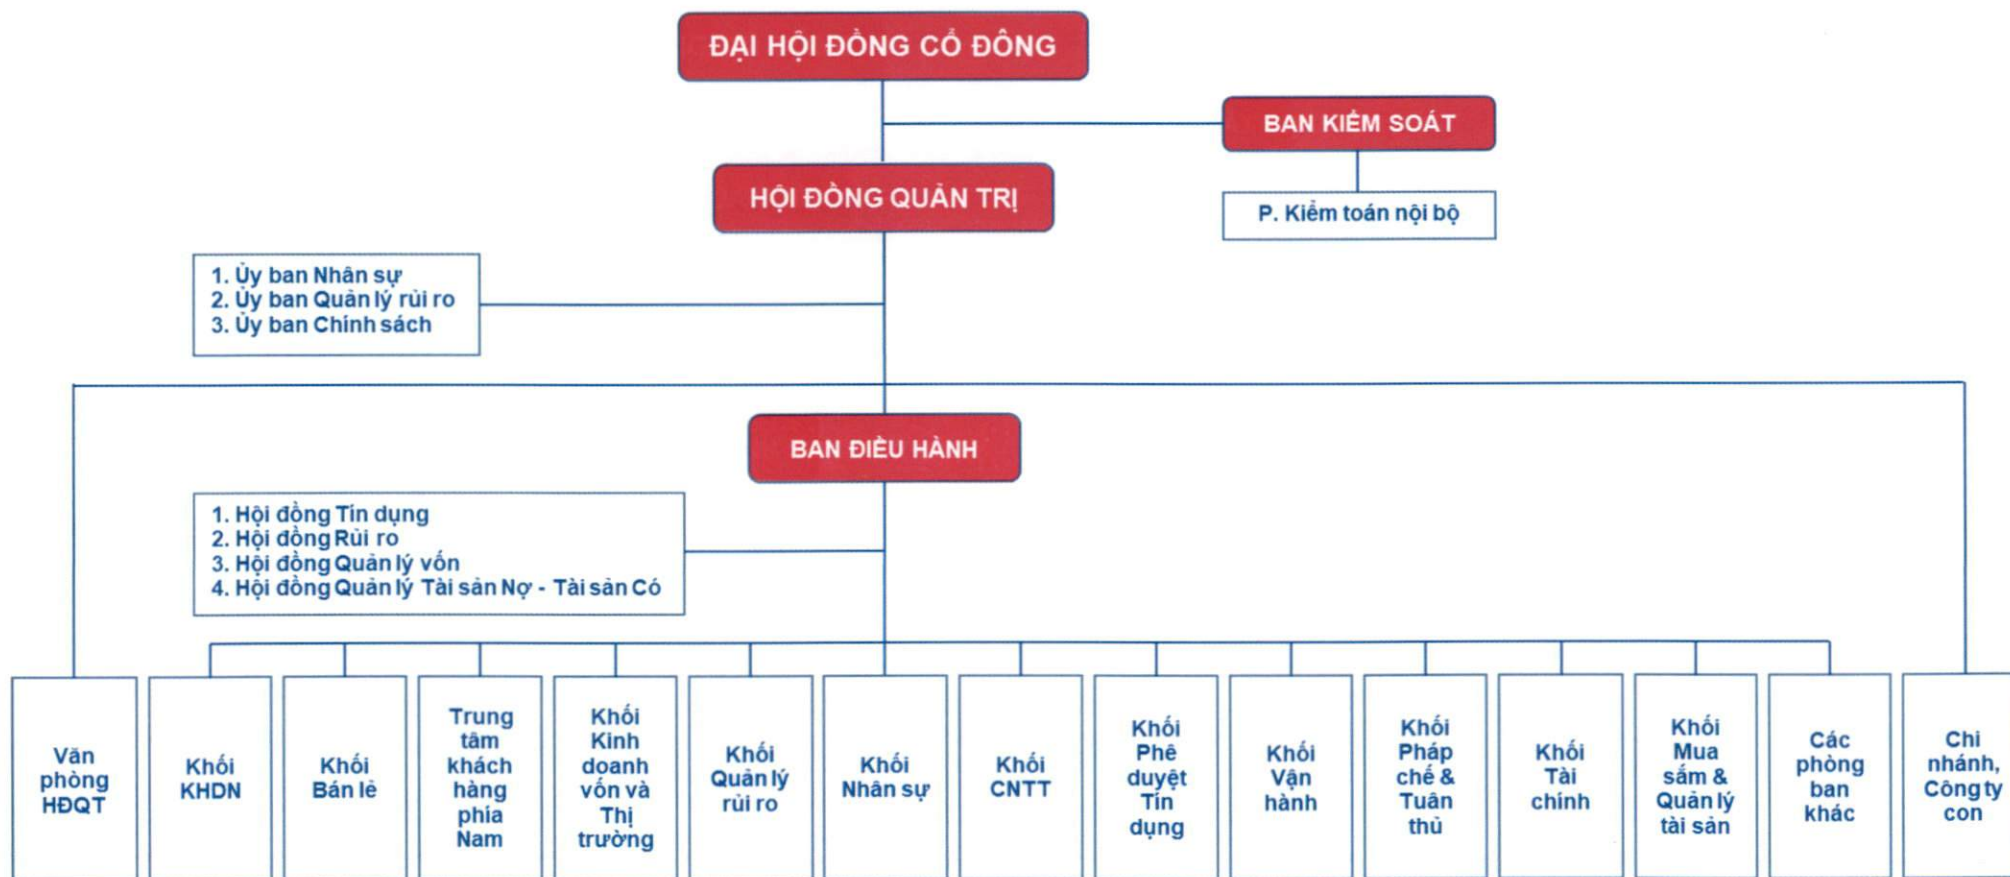 ĐẠI HỘI ĐỒNG CỔ ĐÔNG
BAN KIỂM SOÁT
HỘI ĐỒNG QUẢN TRỊ
P. Kiểm toán nội bộ
1. Ủy ban Nhân sự
2. Ủy ban Quản lý rủi ro
3. Ủy ban Chính sách
BAN ĐIỀU HÀNH
1. Hội đồng Tín dụng
2. Hội đồng Rủi ro
3. Hội đồng Quản lý vốn
4. Hội đồng Quản lý Tài sản Nợ - Tài sản Có
Văn
phòng
HĐQT
Khối
KHDN
Khối
Bán lẻ
Trung
tâm
khách
hàng
phía
Nam
Khối
Kinh
doanh
vốn và
Thị
trường
Khối
Quản lý
rủi ro
Khối
Nhân sự
Khối
CNTT
Khối
Phê
duyệt
Tín
dụng
Khối
Vận
hành
Khối
Pháp
chế &
Tuân
thủ
Khối
Tài
chính
Khối
Mua
sắm &
Quản lý
tài sản
Các
phòng
ban
khác
Chi
nhánh,
Công ty
con